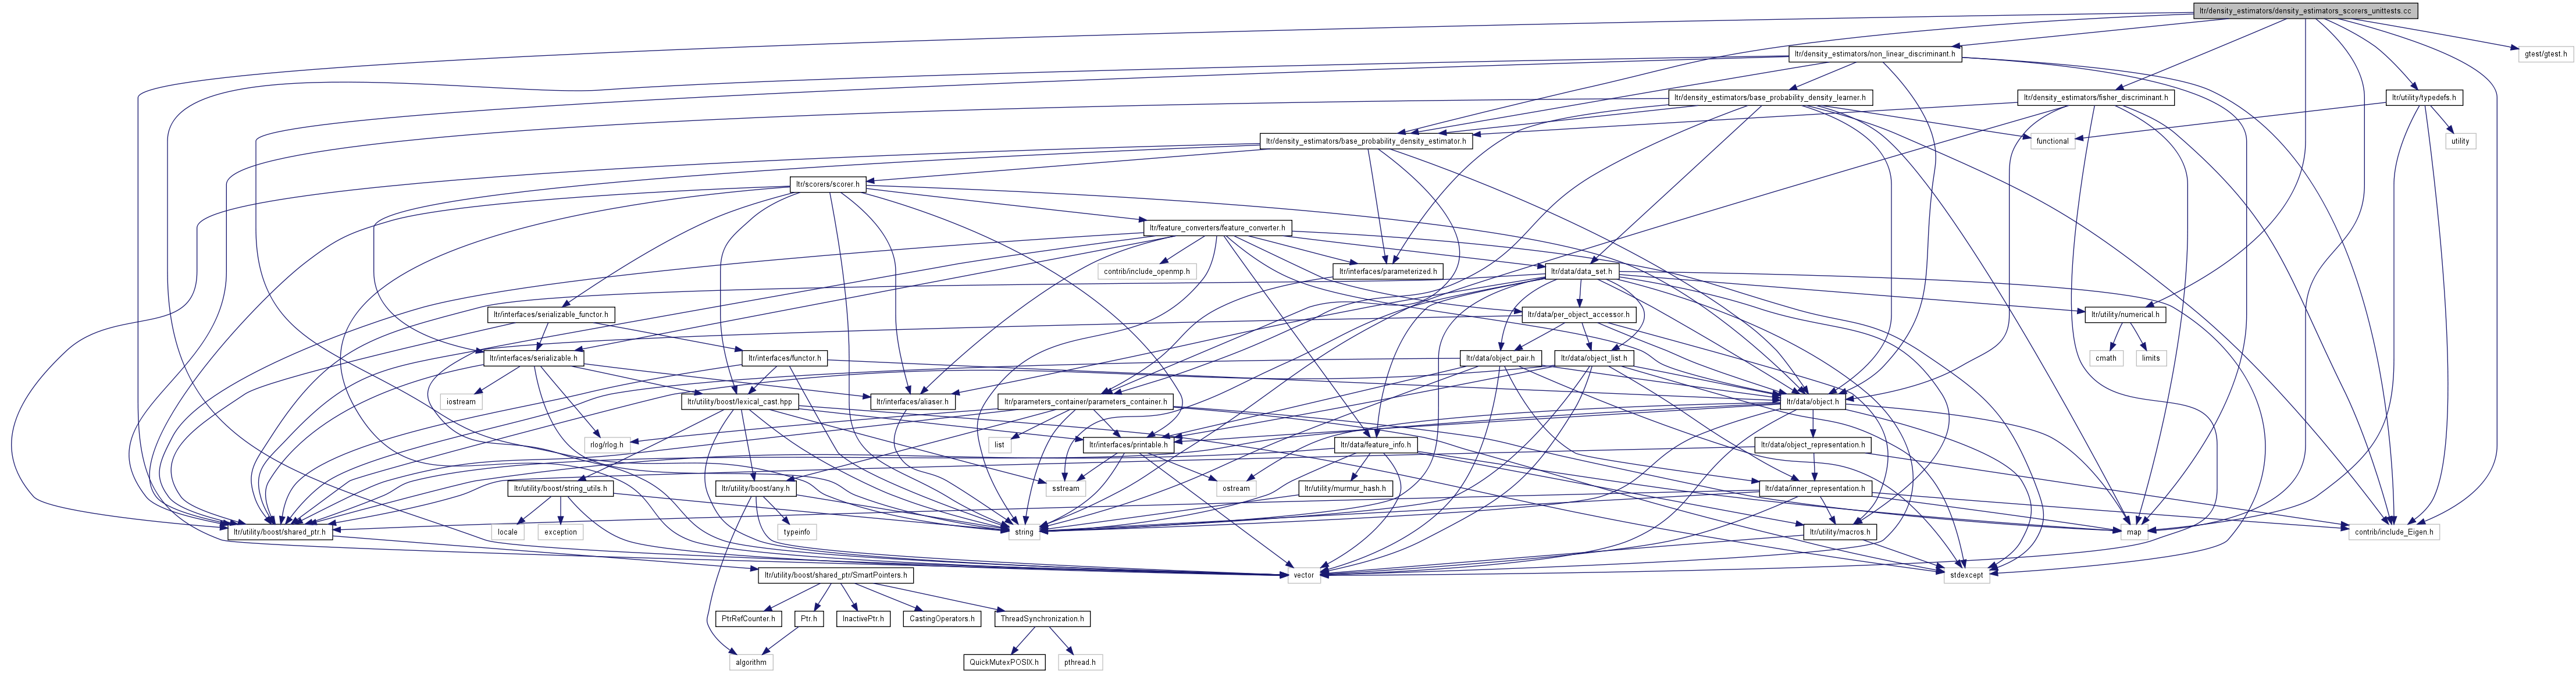 ltr/density_estimators/density_estimators_scorers_unittests.cc
ltr/density_estimators/non_linear_discriminant.h
gtest/gtest.h
ltr/density_estimators/base_probability_density_learner.h
ltr/density_estimators/fisher_discriminant.h
ltr/utility/typedefs.h
ltr/density_estimators/base_probability_density_estimator.h
functional
utility
ltr/scorers/scorer.h
ltr/feature_converters/feature_converter.h
contrib/include_openmp.h
ltr/interfaces/parameterized.h
ltr/data/data_set.h
ltr/interfaces/serializable_functor.h
ltr/data/per_object_accessor.h
ltr/utility/numerical.h
ltr/interfaces/serializable.h
ltr/interfaces/functor.h
ltr/data/object_pair.h
ltr/data/object_list.h
cmath
limits
iostream
ltr/utility/boost/lexical_cast.hpp
ltr/interfaces/aliaser.h
ltr/parameters_container/parameters_container.h
ltr/data/object.h
rlog/rlog.h
list
ltr/interfaces/printable.h
ltr/data/feature_info.h
ltr/data/object_representation.h
ltr/utility/boost/string_utils.h
ltr/utility/boost/any.h
sstream
ostream
ltr/utility/murmur_hash.h
ltr/data/inner_representation.h
ltr/utility/boost/shared_ptr.h
locale
exception
typeinfo
string
ltr/utility/macros.h
map
contrib/include_Eigen.h
ltr/utility/boost/shared_ptr/SmartPointers.h
vector
stdexcept
PtrRefCounter.h
Ptr.h
InactivePtr.h
CastingOperators.h
ThreadSynchronization.h
algorithm
QuickMutexPOSIX.h
pthread.h